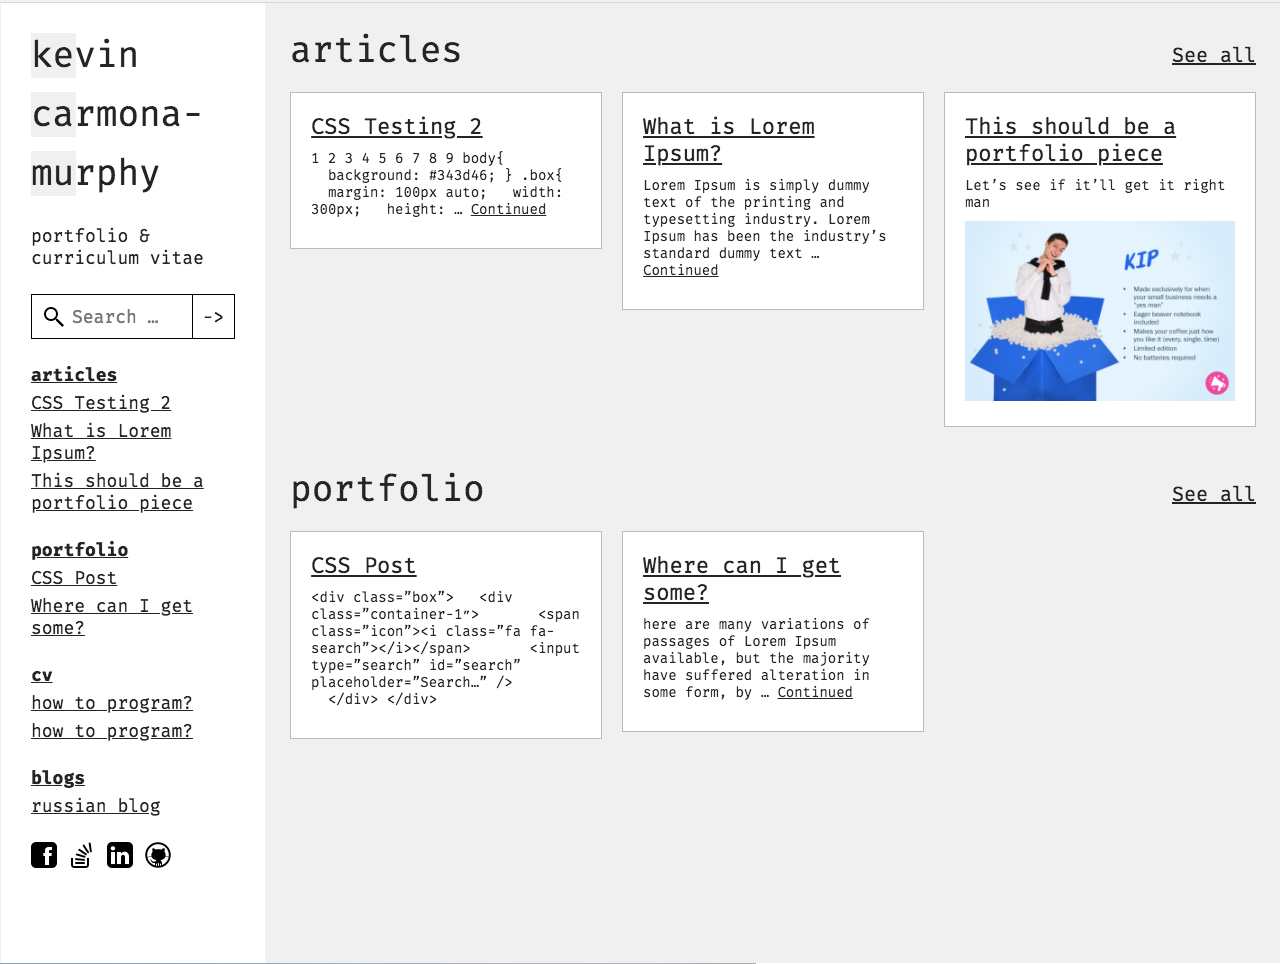 kevin
carmona-
murphy
portfolio &
curriculum vitae
Search …
->
articles
CSS Testing 2
What is Lorem
Ipsum?
This should be a
portfolio piece
portfolio
CSS Post
Where can I get
some?
cv
how to program?
how to program?
blogs
russian blog
articles
See all
CSS Testing 2
1 2 3 4 5 6 7 8 9 body{
background: #343d46; } .box{
margin: 100px auto;   width:
300px;   height: … Continued
What is Lorem
Ipsum?
Lorem Ipsum is simply dummy
text of the printing and
typesetting industry. Lorem
Ipsum has been the industry’s
standard dummy text …
Continued
This should be a
portfolio piece
Let’s see if it’ll get it right
man
KIP
• Made exclusively for when
your small business needs a
"yes man"
• Eager beaver notebook
included
• Makes your coffee just how
you like it (every, single, time)
• Limited edition
• No batteries required
portfolio
See all
CSS Post
<div class=”box”>   <div
class=”container-1″>       <span
class=”icon”><i class=”fa fa-
search”></i></span>       <input
type=”search” id=”search”
placeholder=”Search…” />
</div> </div>
Where can I get
some?
here are many variations of
passages of Lorem Ipsum
available, but the majority
have suffered alteration in
some form, by … Continued